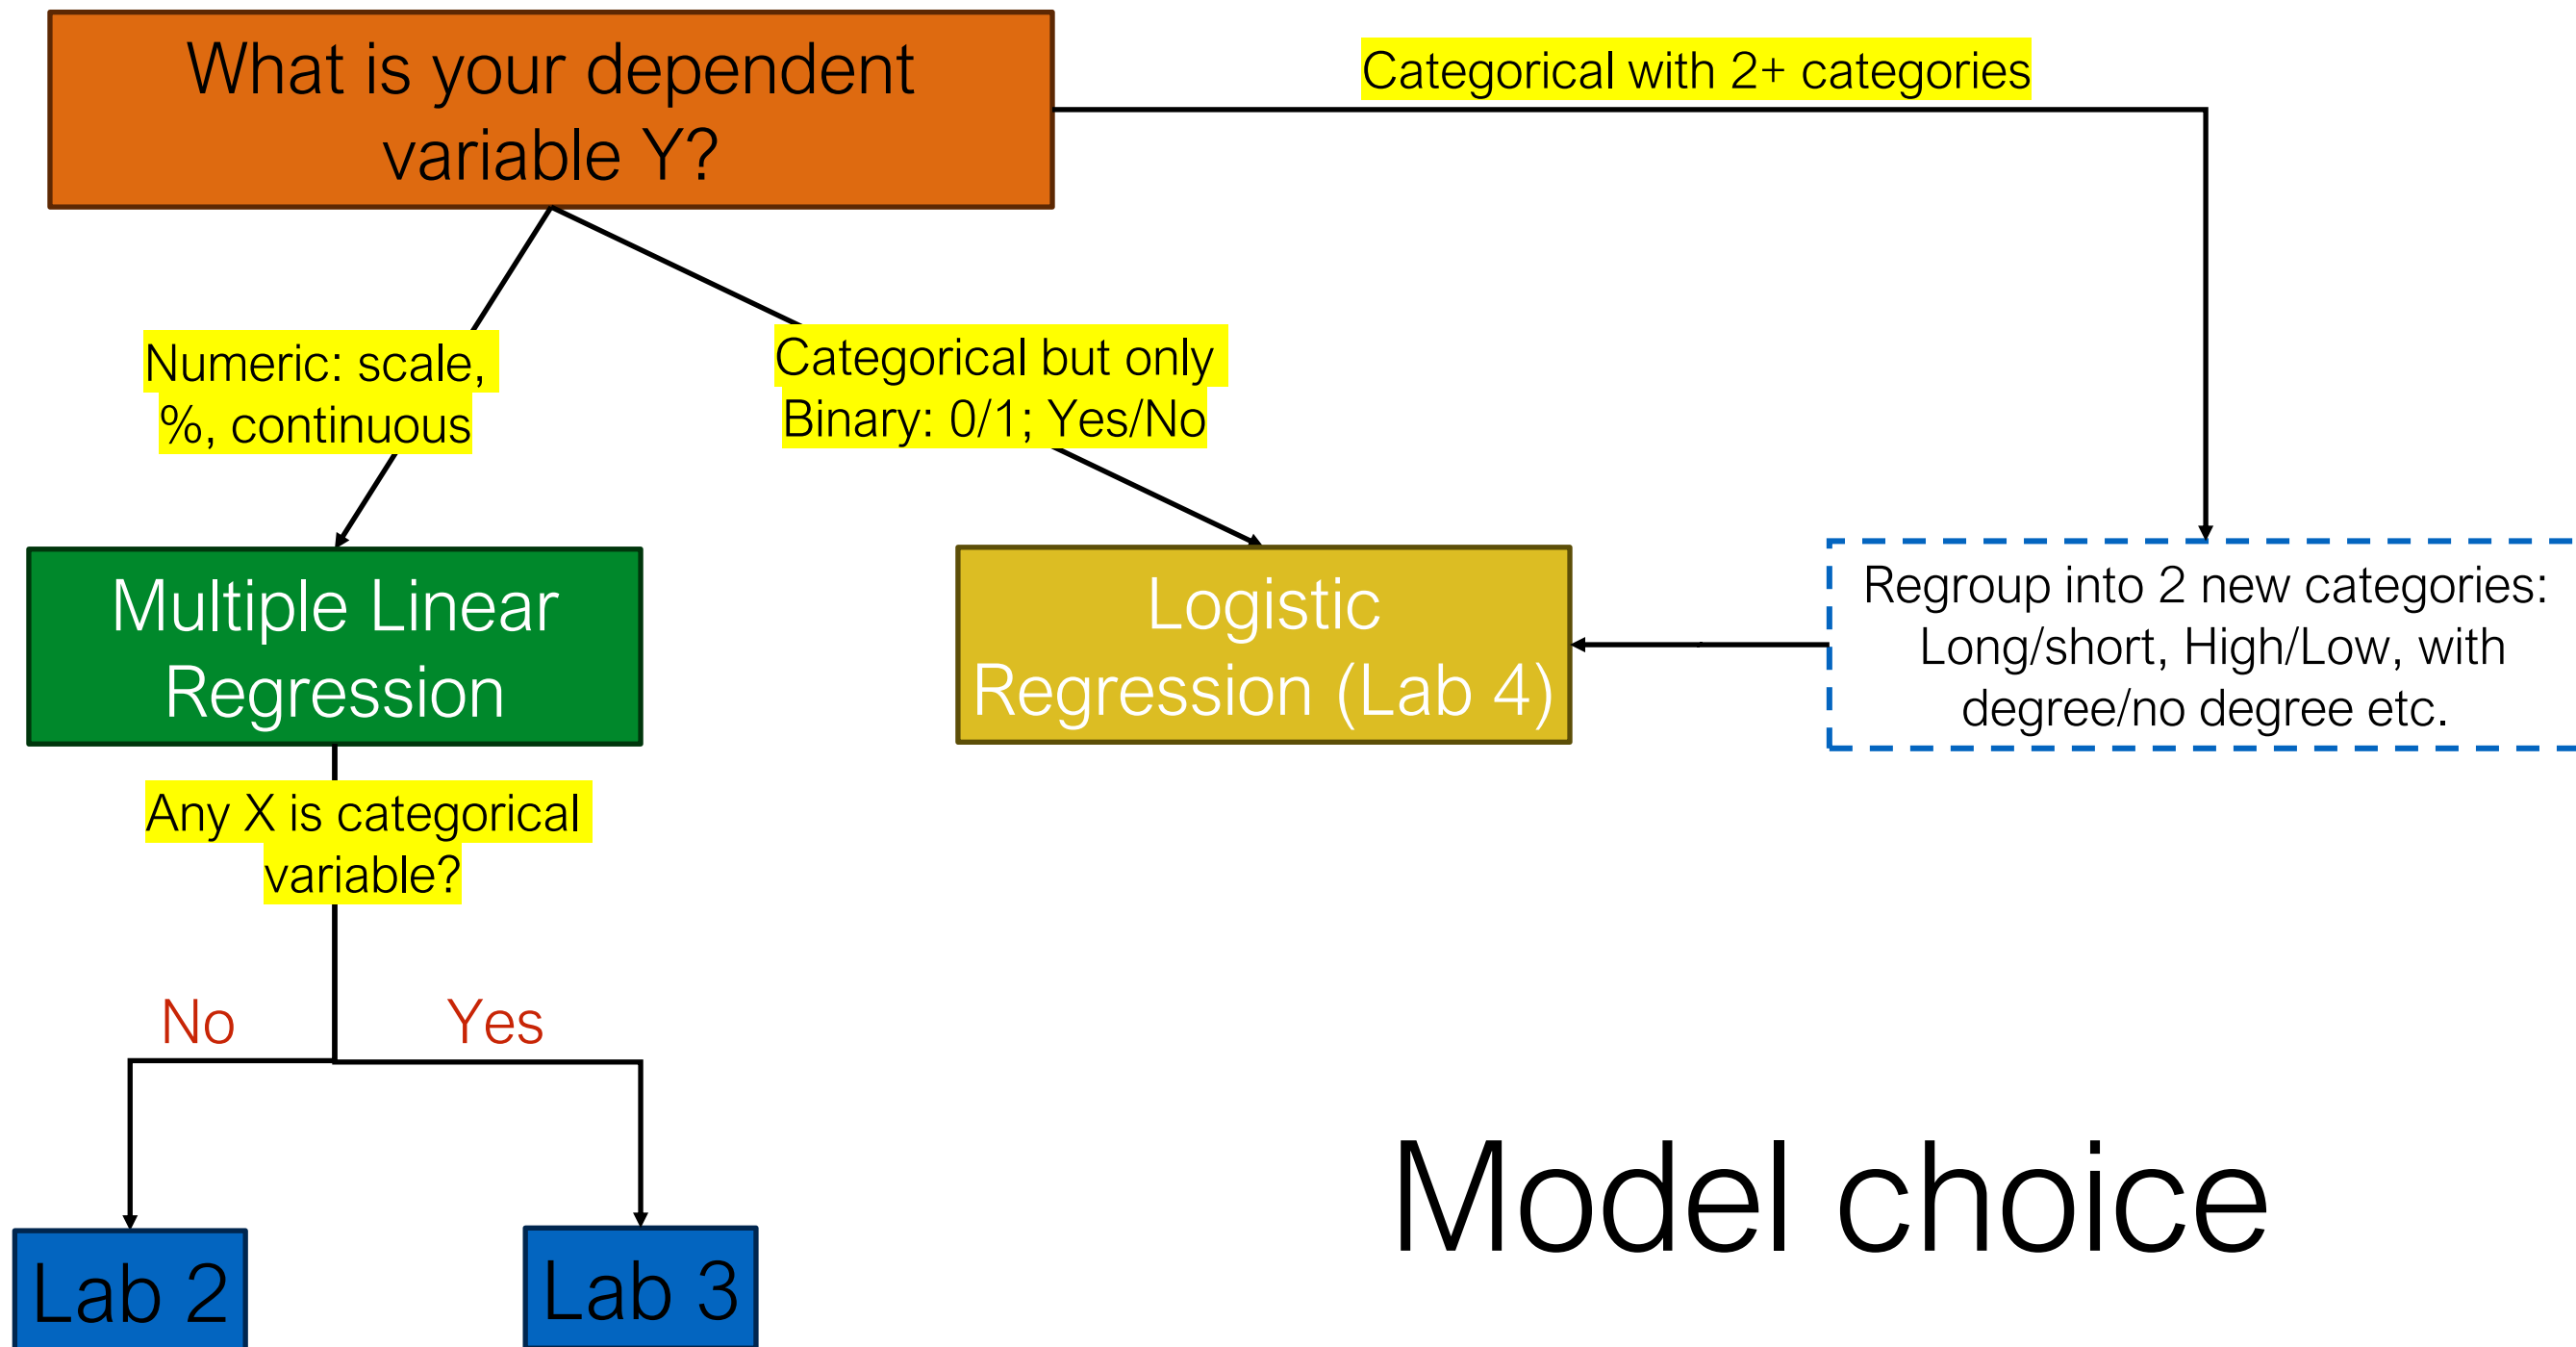 What is your dependent
variable Y?
Categorical with 2+ categories
Numeric: scale,
%, continuous
Categorical but only
Binary: 0/1; Yes/No
Multiple Linear
Regression
Logistic
Regression (Lab 4)
Regroup into 2 new categories:
Long/short, High/Low, with
degree/no degree etc.
Any X is categorical
variable?
No
Yes
Lab 2
Lab 3
Model choice